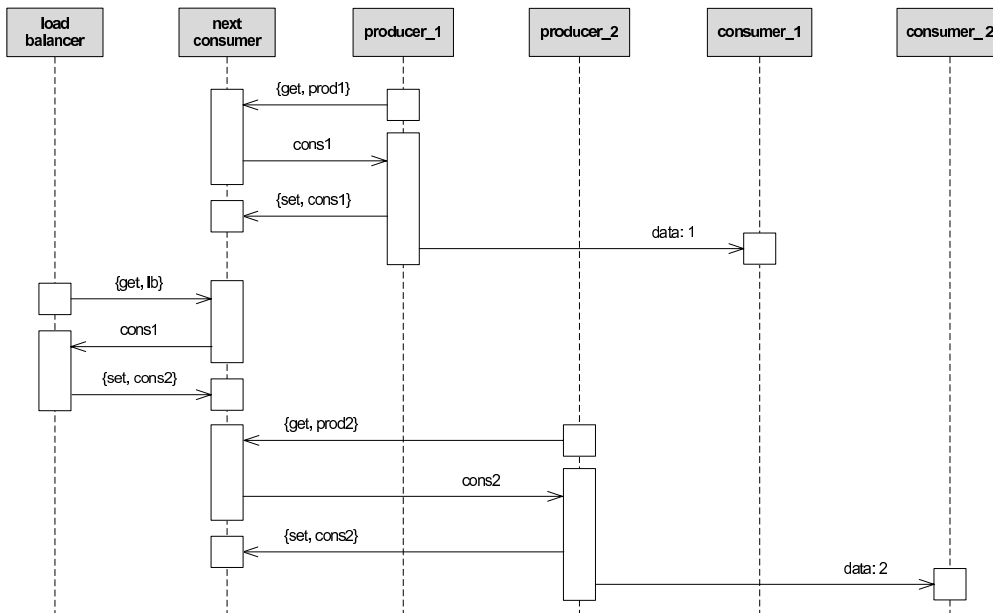 load
balancer
next
consumer
producer_1
producer_2
consumer_1
consumer_2
{get, prod1}
cons1
{set, cons1}
data: 1
{get, lb}
cons1
{set, cons2}
{get, prod2}
cons2
{set, cons2}
data: 2